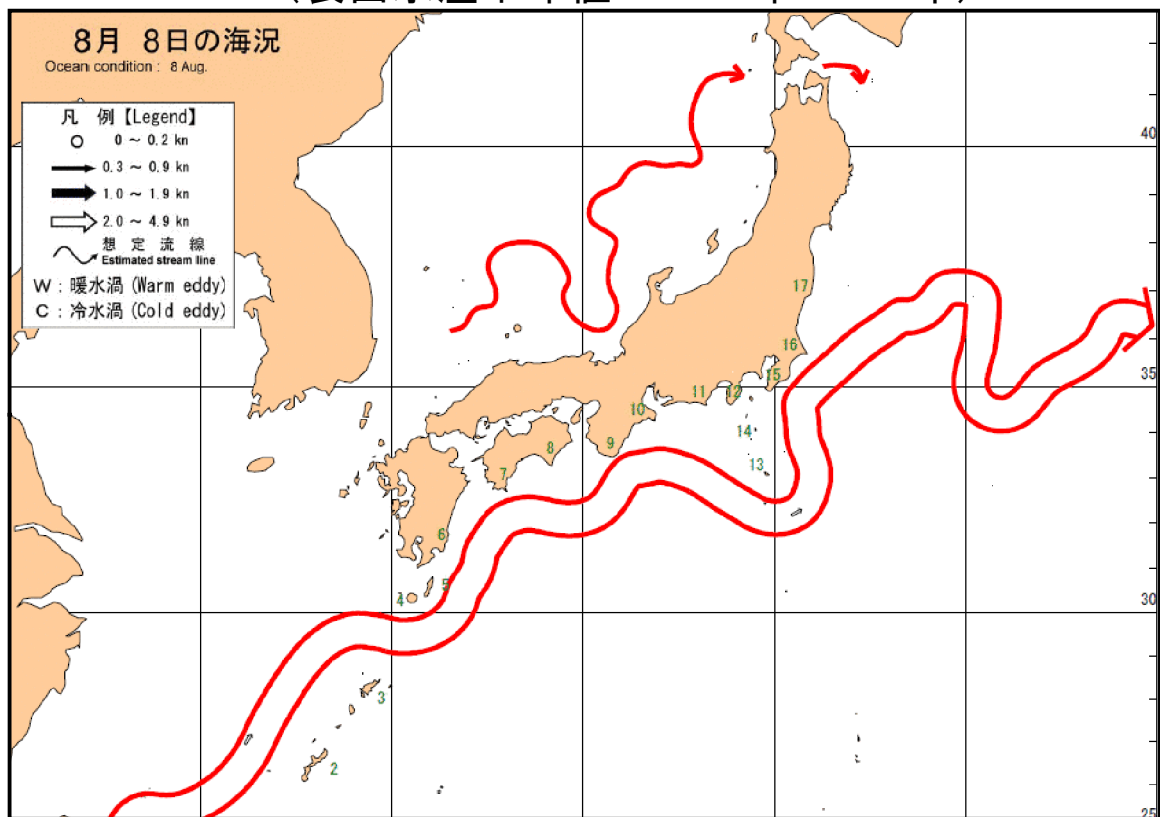 8月 8日の海況
Ocean condition : 8 Aug.
凡 例【Legend】
0 ～ 0.2 kn
0.3 ～ 0.9 kn
1.0 ～ 1.9 kn
2.0 ～ 4.9 kn
想 定 流 線
Estimated stream line
W : 暖水渦 (Warm eddy)
C : 冷水渦 (Cold eddy)
40
17
16
35
15
12
11
10
14
9
8
13
7
6
5
4
30
3
2
25